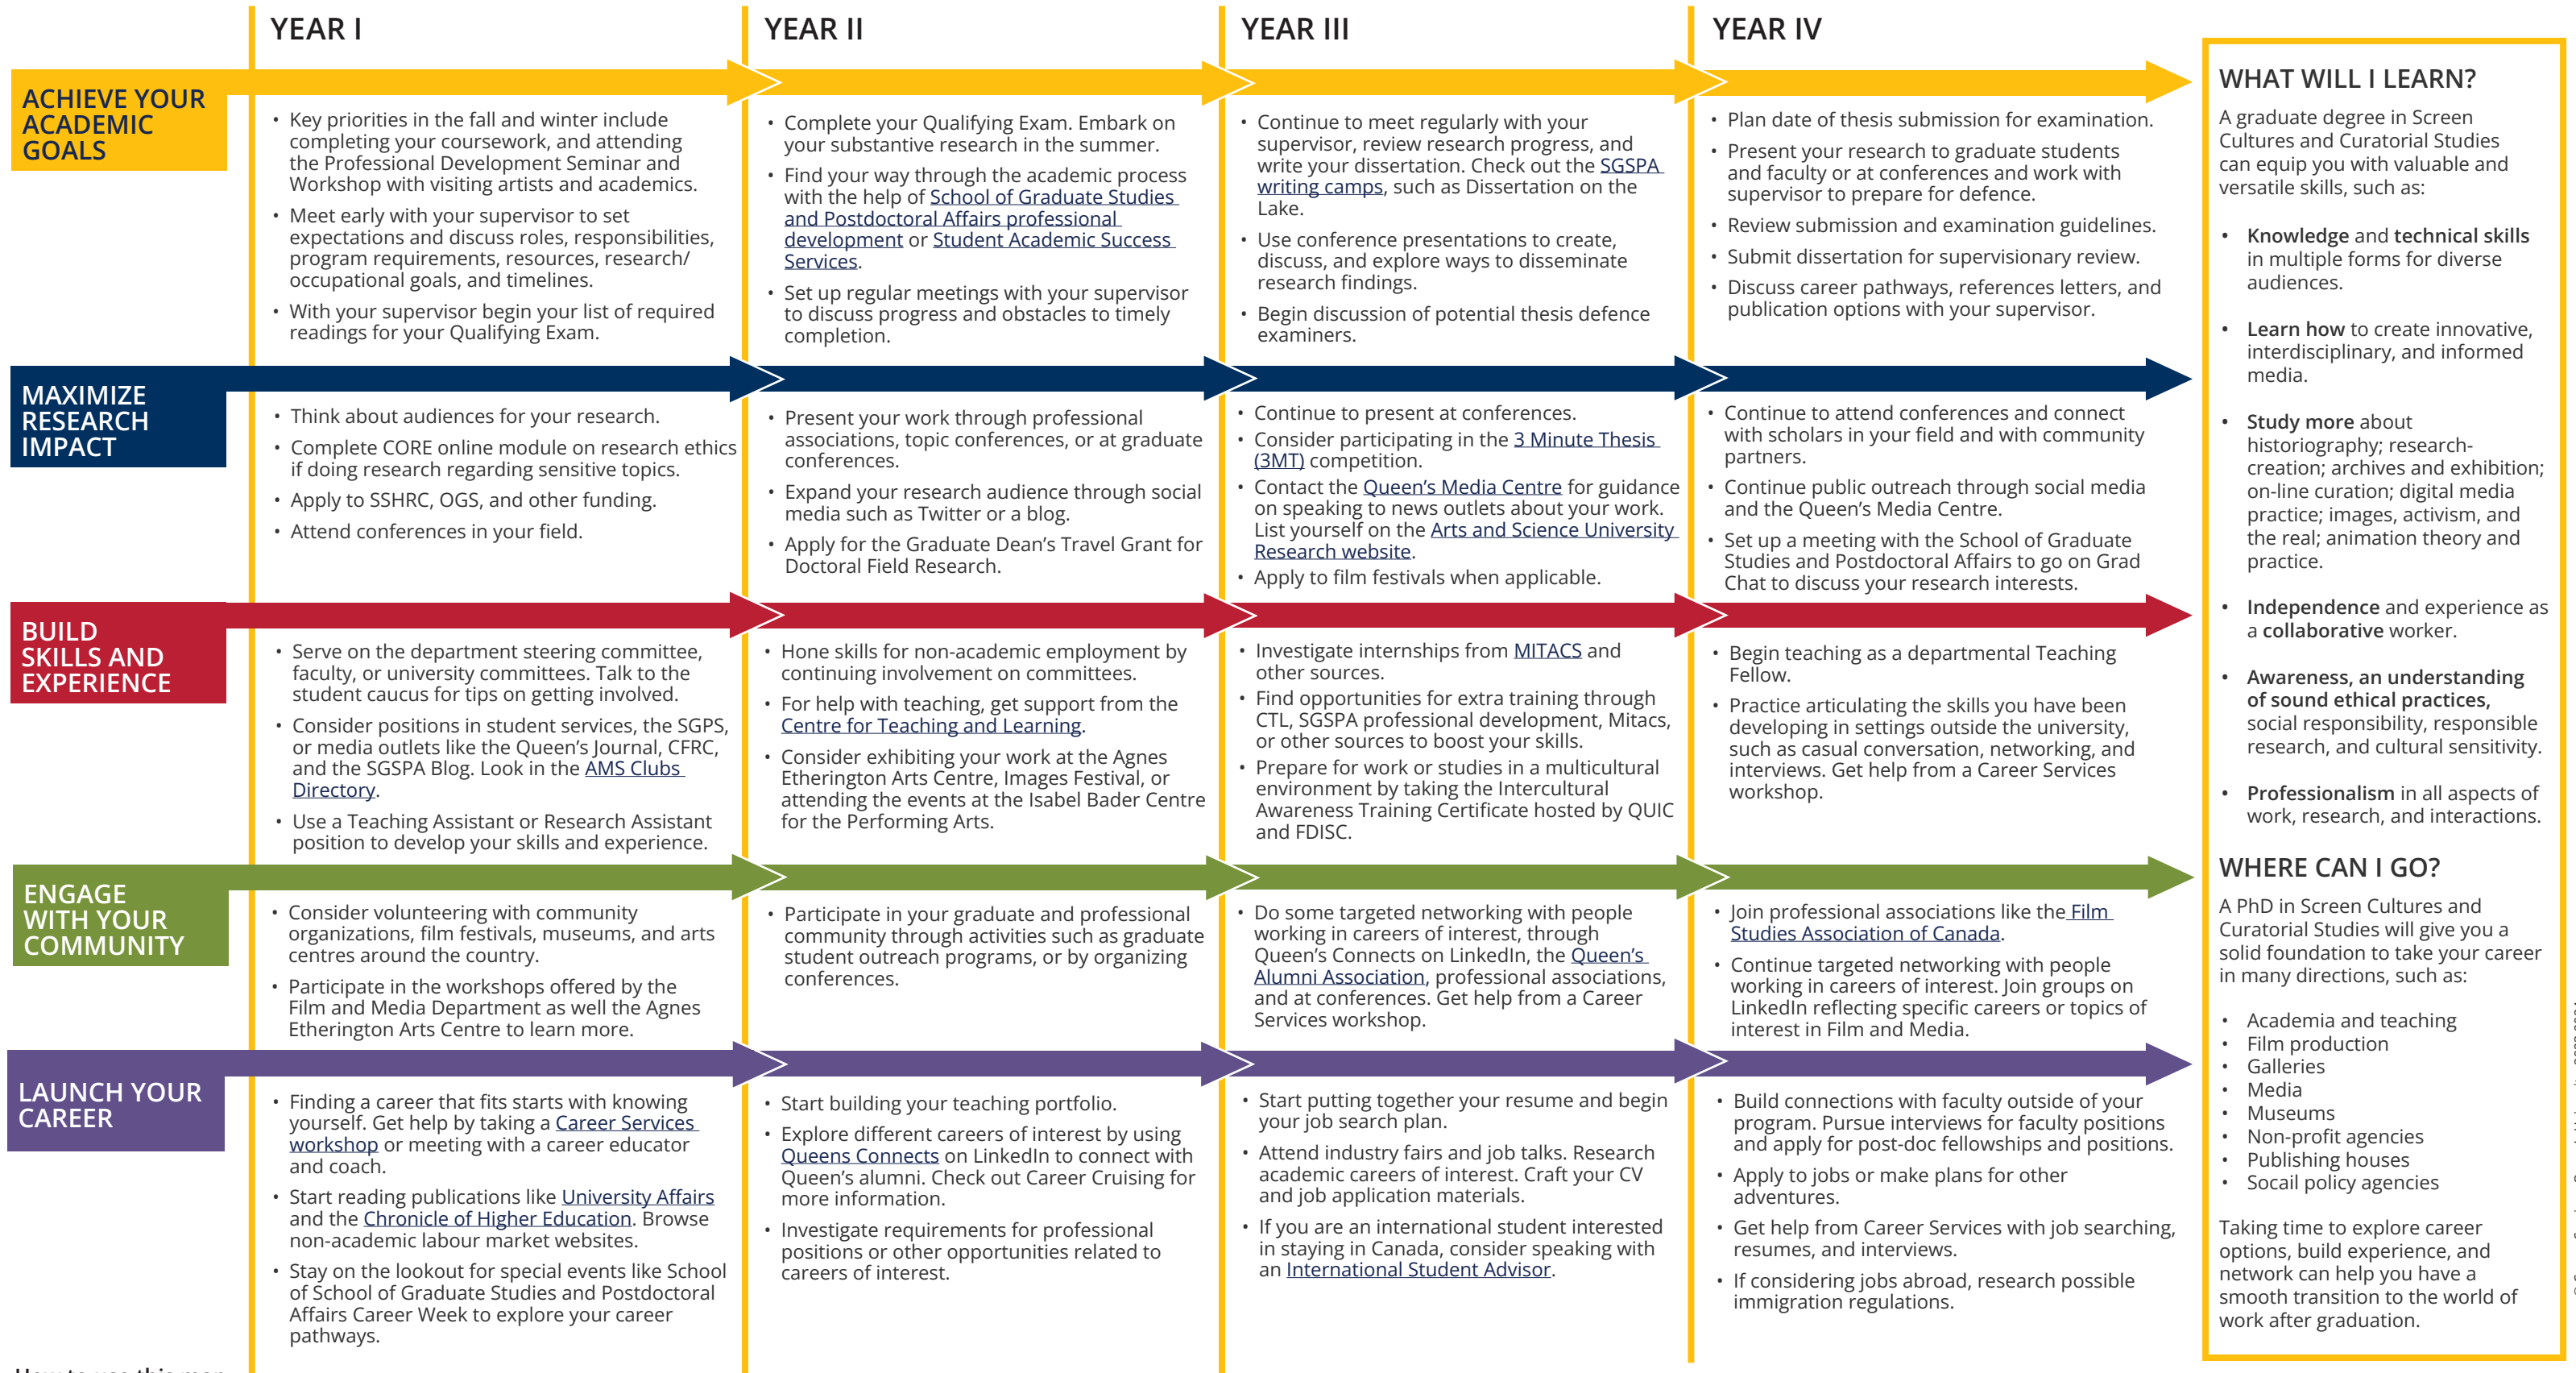 YEAR I
YEAR II
YEAR III
YEAR IV
ACHIEVE YOUR
ACADEMIC
GOALS
• Key priorities in the fall and winter include
completing your coursework, and attending
the Professional Development Seminar and
Workshop with visiting artists and academics.
• Meet early with your supervisor to set
expectations and discuss roles, responsibilities,
program requirements, resources, research/
occupational goals, and timelines.
• With your supervisor begin your list of required
readings for your Qualifying Exam.
• Complete your Qualifying Exam. Embark on
your substantive research in the summer.
• Find your way through the academic process
with the help of School of Graduate Studies
and Postdoctoral Affairs professional
development or Student Academic Success
Services.
• Set up regular meetings with your supervisor
to discuss progress and obstacles to timely
completion.
• Continue to meet regularly with your
supervisor, review research progress, and
write your dissertation. Check out the SGSPA
writing camps, such as Dissertation on the
Lake.
• Use conference presentations to create,
discuss, and explore ways to disseminate
research findings.
• Begin discussion of potential thesis defence
examiners.
• Plan date of thesis submission for examination.
• Present your research to graduate students
and faculty or at conferences and work with
supervisor to prepare for defence.
• Review submission and examination guidelines.
• Submit dissertation for supervisionary review.
• Discuss career pathways, references letters, and
publication options with your supervisor.
MAXIMIZE
RESEARCH
IMPACT
• Think about audiences for your research.
• Complete CORE online module on research ethics
if doing research regarding sensitive topics.
• Apply to SSHRC, OGS, and other funding.
• Attend conferences in your field.
• Present your work through professional
associations, topic conferences, or at graduate
conferences.
• Expand your research audience through social
media such as Twitter or a blog.
• Apply for the Graduate Dean's Travel Grant for
Doctoral Field Research.
• Continue to present at conferences.
• Consider participating in the 3 Minute Thesis
(3MT) competition.
• Contact the Queen's Media Centre for guidance
on speaking to news outlets about your work.
List yourself on the Arts and Science University
Research website.
• Apply to film festivals when applicable.
• Continue to attend conferences and connect
with scholars in your field and with community
partners.
• Continue public outreach through social media
and the Queen's Media Centre.
• Set up a meeting with the School of Graduate
Studies and Postdoctoral Affairs to go on Grad
Chat to discuss your research interests.
BUILD
SKILLS AND
EXPERIENCE
• Serve on the department steering committee,
faculty, or university committees. Talk to the
student caucus for tips on getting involved.
• Consider positions in student services, the SGPS,
or media outlets like the Queen's Journal, CFRC,
and the SGSPA Blog. Look in the AMS Clubs
Directory.
• Use a Teaching Assistant or Research Assistant
position to develop your skills and experience.
• Hone skills for non-academic employment by
continuing involvement on committees.
• For help with teaching, get support from the
Centre for Teaching and Learning.
• Consider exhibiting your work at the Agnes
Etherington Arts Centre, Images Festival, or
attending the events at the Isabel Bader Centre
for the Performing Arts.
• Investigate internships from MITACS and
other sources.
• Find opportunities for extra training through
CTL, SGSPA professional development, Mitacs,
or other sources to boost your skills.
• Prepare for work or studies in a multicultural
environment by taking the Intercultural
Awareness Training Certificate hosted by QUIC
and FDISC.
• Begin teaching as a departmental Teaching
Fellow.
• Practice articulating the skills you have been
developing in settings outside the university,
such as casual conversation, networking, and
interviews. Get help from a Career Services
workshop.
ENGAGE
WITH YOUR
COMMUNITY
• Consider volunteering with community
organizations, film festivals, museums, and arts
centres around the country.
• Participate in the workshops offered by the
Film and Media Department as well the Agnes
Etherington Arts Centre to learn more.
• Participate in your graduate and professional
community through activities such as graduate
student outreach programs, or by organizing
conferences.
• Do some targeted networking with people
working in careers of interest, through
Queen's Connects on LinkedIn, the Queen's
Alumni Association, professional associations,
and at conferences. Get help from a Career
Services workshop.
• Join professional associations like the Film
Studies Association of Canada.
• Continue targeted networking with people
working in careers of interest. Join groups on
LinkedIn reflecting specific careers or topics of
interest in Film and Media.
LAUNCH YOUR
CAREER
• Finding a career that fits starts with knowing
yourself. Get help by taking a Career Services
workshop or meeting with a career educator
and coach.
• Start reading publications like University Affairs
and the Chronicle of Higher Education. Browse
non-academic labour market websites.
• Stay on the lookout for special events like School
of School of Graduate Studies and Postdoctoral
Affairs Career Week to explore your career
pathways.
• Start building your teaching portfolio.
• Explore different careers of interest by using
Queens Connects on LinkedIn to connect with
Queen's alumni. Check out Career Cruising for
more information.
• Investigate requirements for professional
positions or other opportunities related to
careers of interest.
• Start putting together your resume and begin
your job search plan.
• Attend industry fairs and job talks. Research
academic careers of interest. Craft your CV
and job application materials.
• If you are an international student interested
in staying in Canada, consider speaking with
an International Student Advisor.
• Build connections with faculty outside of your
program. Pursue interviews for faculty positions
and apply for post-doc fellowships and positions.
• Apply to jobs or make plans for other
adventures.
• Get help from Career Services with job searching,
resumes, and interviews.
• If considering jobs abroad, research possible
immigration regulations.
WHAT WILL I LEARN?
A graduate degree in Screen
Cultures and Curatorial Studies
can equip you with valuable and
versatile skills, such as:
• Knowledge and technical skills
in multiple forms for diverse
audiences.
• Learn how to create innovative,
interdisciplinary, and informed
media.
• Study more about
historiography; research-
creation; archives and exhibition;
on-line curation; digital media
practice; images, activism, and
the real; animation theory and
practice.
• Independence and experience as
a collaborative worker.
• Awareness, an understanding
of sound ethical practices,
social responsibility, responsible
research, and cultural sensitivity.
• Professionalism in all aspects of
work, research, and interactions.
WHERE CAN I GO?
A PhD in Screen Cultures and
Curatorial Studies will give you a
solid foundation to take your career
in many directions, such as:
• Academia and teaching
• Film production
• Galleries
• Media
• Museums
• Non-profit agencies
• Publishing houses
• Socail policy agencies
Taking time to explore career
options, build experience, and
network can help you have a
smooth transition to the world of
work after graduation.